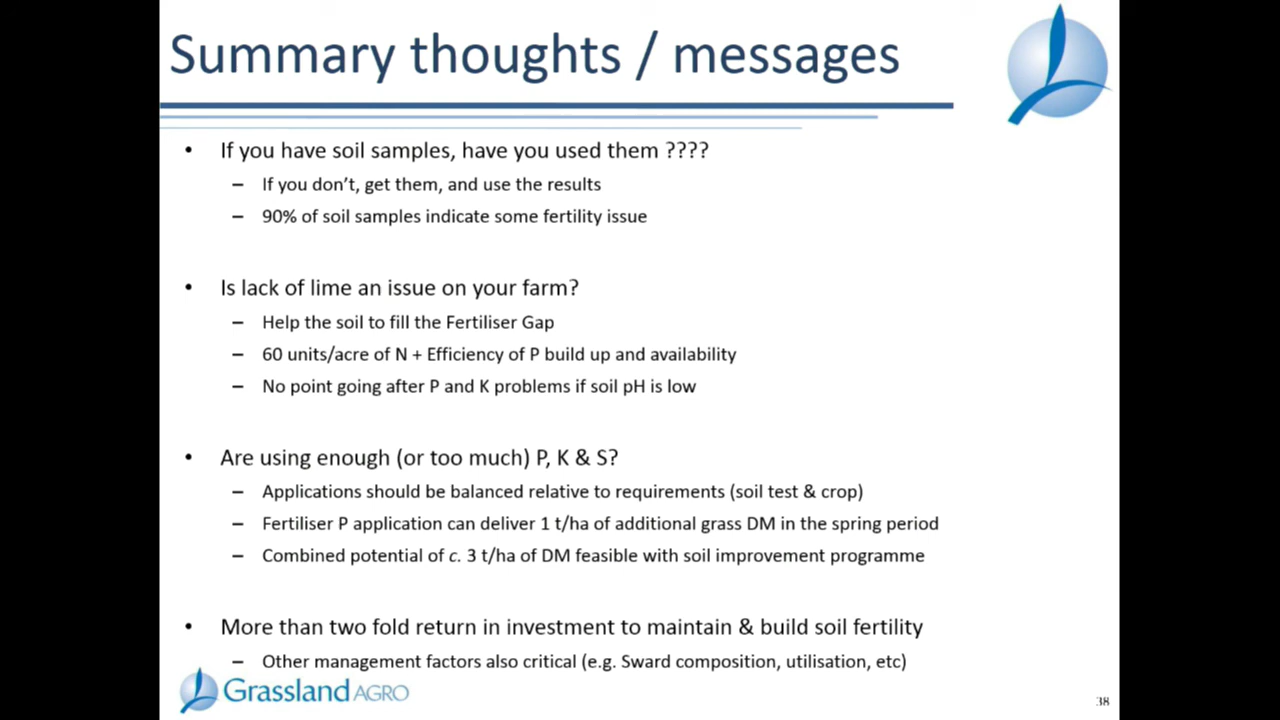 Summary thoughts / messages
• If you have soil samples, have you used them ????
– If you don't, get them, and use the results
– 90% of soil samples indicate some fertility issue
• Is lack of lime an issue on your farm?
– Help the soil to fill the Fertiliser Gap
– 60 units/acre of N + Efficiency of P build up and availability
– No point going after P and K problems if soil pH is low
• Are using enough (or too much) P, K & S?
– Applications should be balanced relative to requirements (soil test & crop)
– Fertiliser P application can deliver 1 t/ha of additional grass DM in the spring period
– Combined potential of c. 3 t/ha of DM feasible with soil improvement programme
• More than two fold return in investment to maintain & build soil fertility
– Other management factors also critical (e.g. Sward composition, utilisation, etc)
Grassland AGRO
38